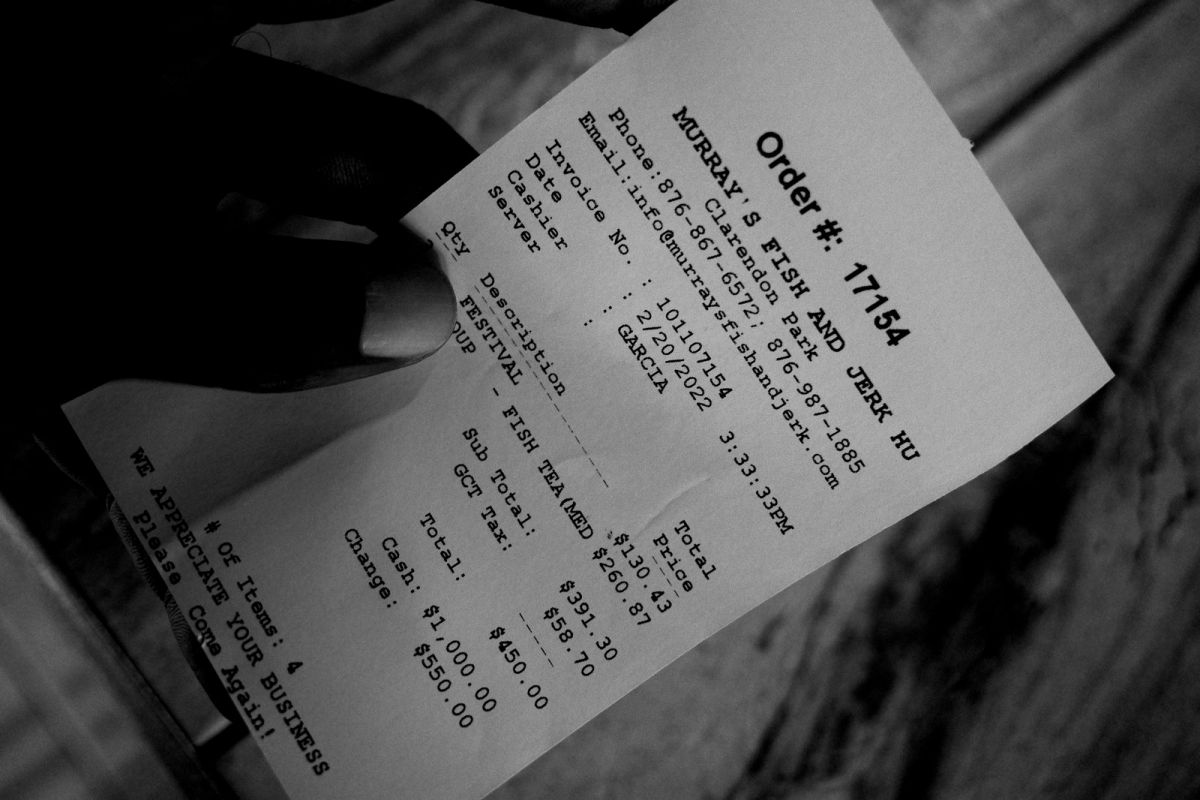 Order #: 17154
MURRAY'S FISH AND JERK HU
Clarendon Park
Phone:876-867-6572; 876-987-1885
Email:info@murraysfishandjerk.com
Invoice No. : 101107154
Date : 2/20/2022 3:33:33PM
Cashier : GARCIA
Server
Total
Qty Description Price
FESTIVAL $130.43
OUP - FISH TEA(MED $260.87
Sub Total: $391.30
GCT Tax: $58.70
Total: $450.00
Cash: $1,000.00
Change: $550.00
# Of Items: 4
WE APPRECIATE YOUR BUSINESS
Please Come Again!